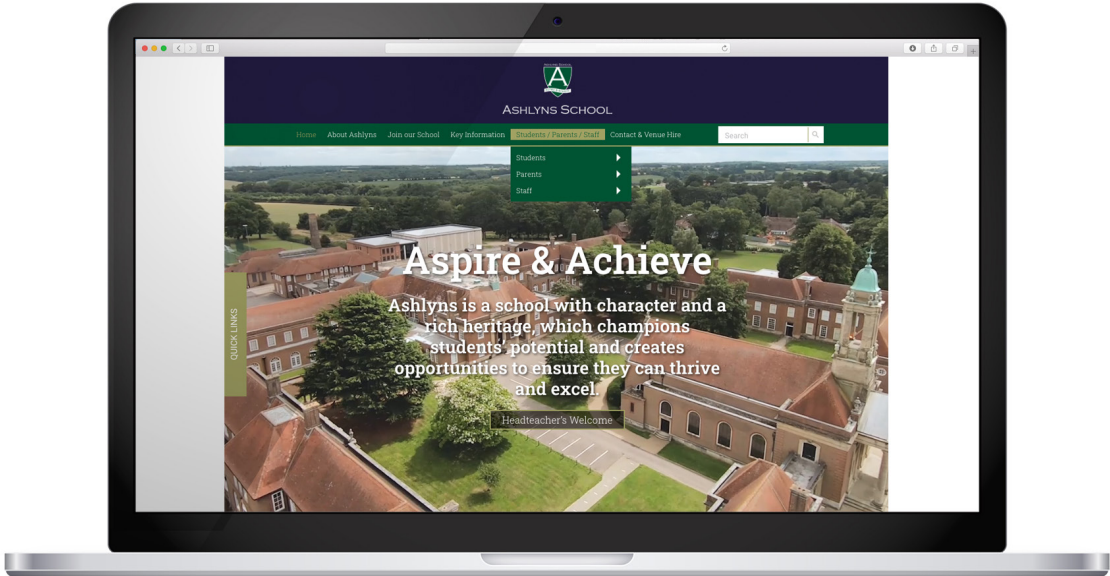 ASHLYNS SCHOOL
Home About Ashlyns Join our School Key Information Students / Parents / Staff Contact & Venue Hire Search
Students
Parents
Staff
Aspire & Achieve
Ashlyns is a school with character and a
rich heritage, which champions
students' potential and creates
opportunities to ensure they can thrive
and excel.
Headteacher's Welcome
QUICK LINKS